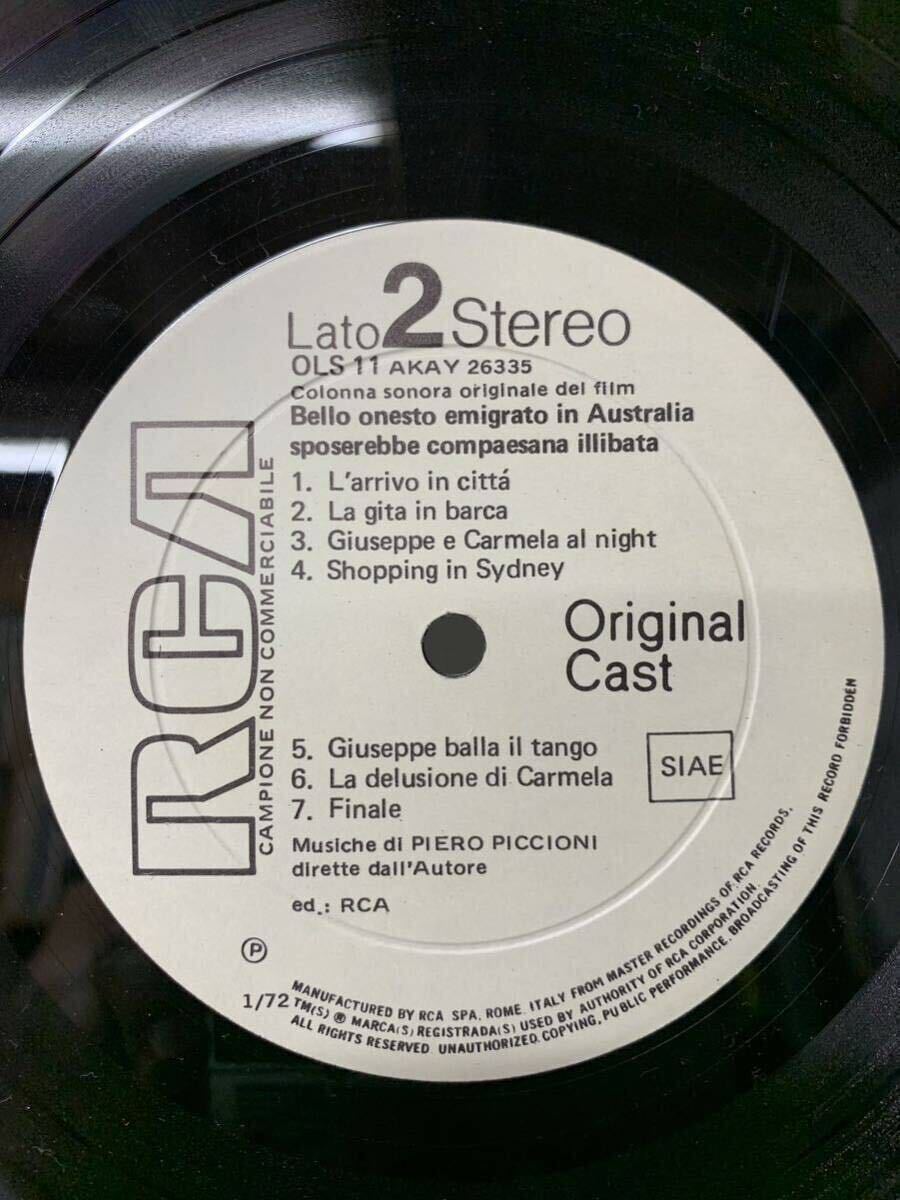 Lato 2 Stereo
OLS 11 AKAY 26335
Colonna sonora originale del film
Bello onesto emigrato in Australia
sposerebbe compaesana illibata
1. L'arrivo in cittá
2. La gita in barca
3. Giuseppe e Carmela al night
4. Shopping in Sydney
RCA
CAMPIONE NON COMMERCIABILE
Original
Cast
5. Giuseppe balla il tango
6. La delusione di Carmela
7. Finale
SIAE
Musiche di PIERO PICCIONI
dirette dall'Autore
ed.: RCA
Ⓟ
1/72
MANUFACTURED BY RCA SPA. ROME. ITALY FROM MASTER RECORDINGS OF RCA RECORDS.
TM(S) ® MARCA(S) REGISTRADA(S) USED BY AUTHORITY OF RCA CORPORATION.
ALL RIGHTS RESERVED. UNAUTHORIZED. COPYING, PUBLIC PERFORMANCE. BROADCASTING OF THIS RECORD FORBIDDEN